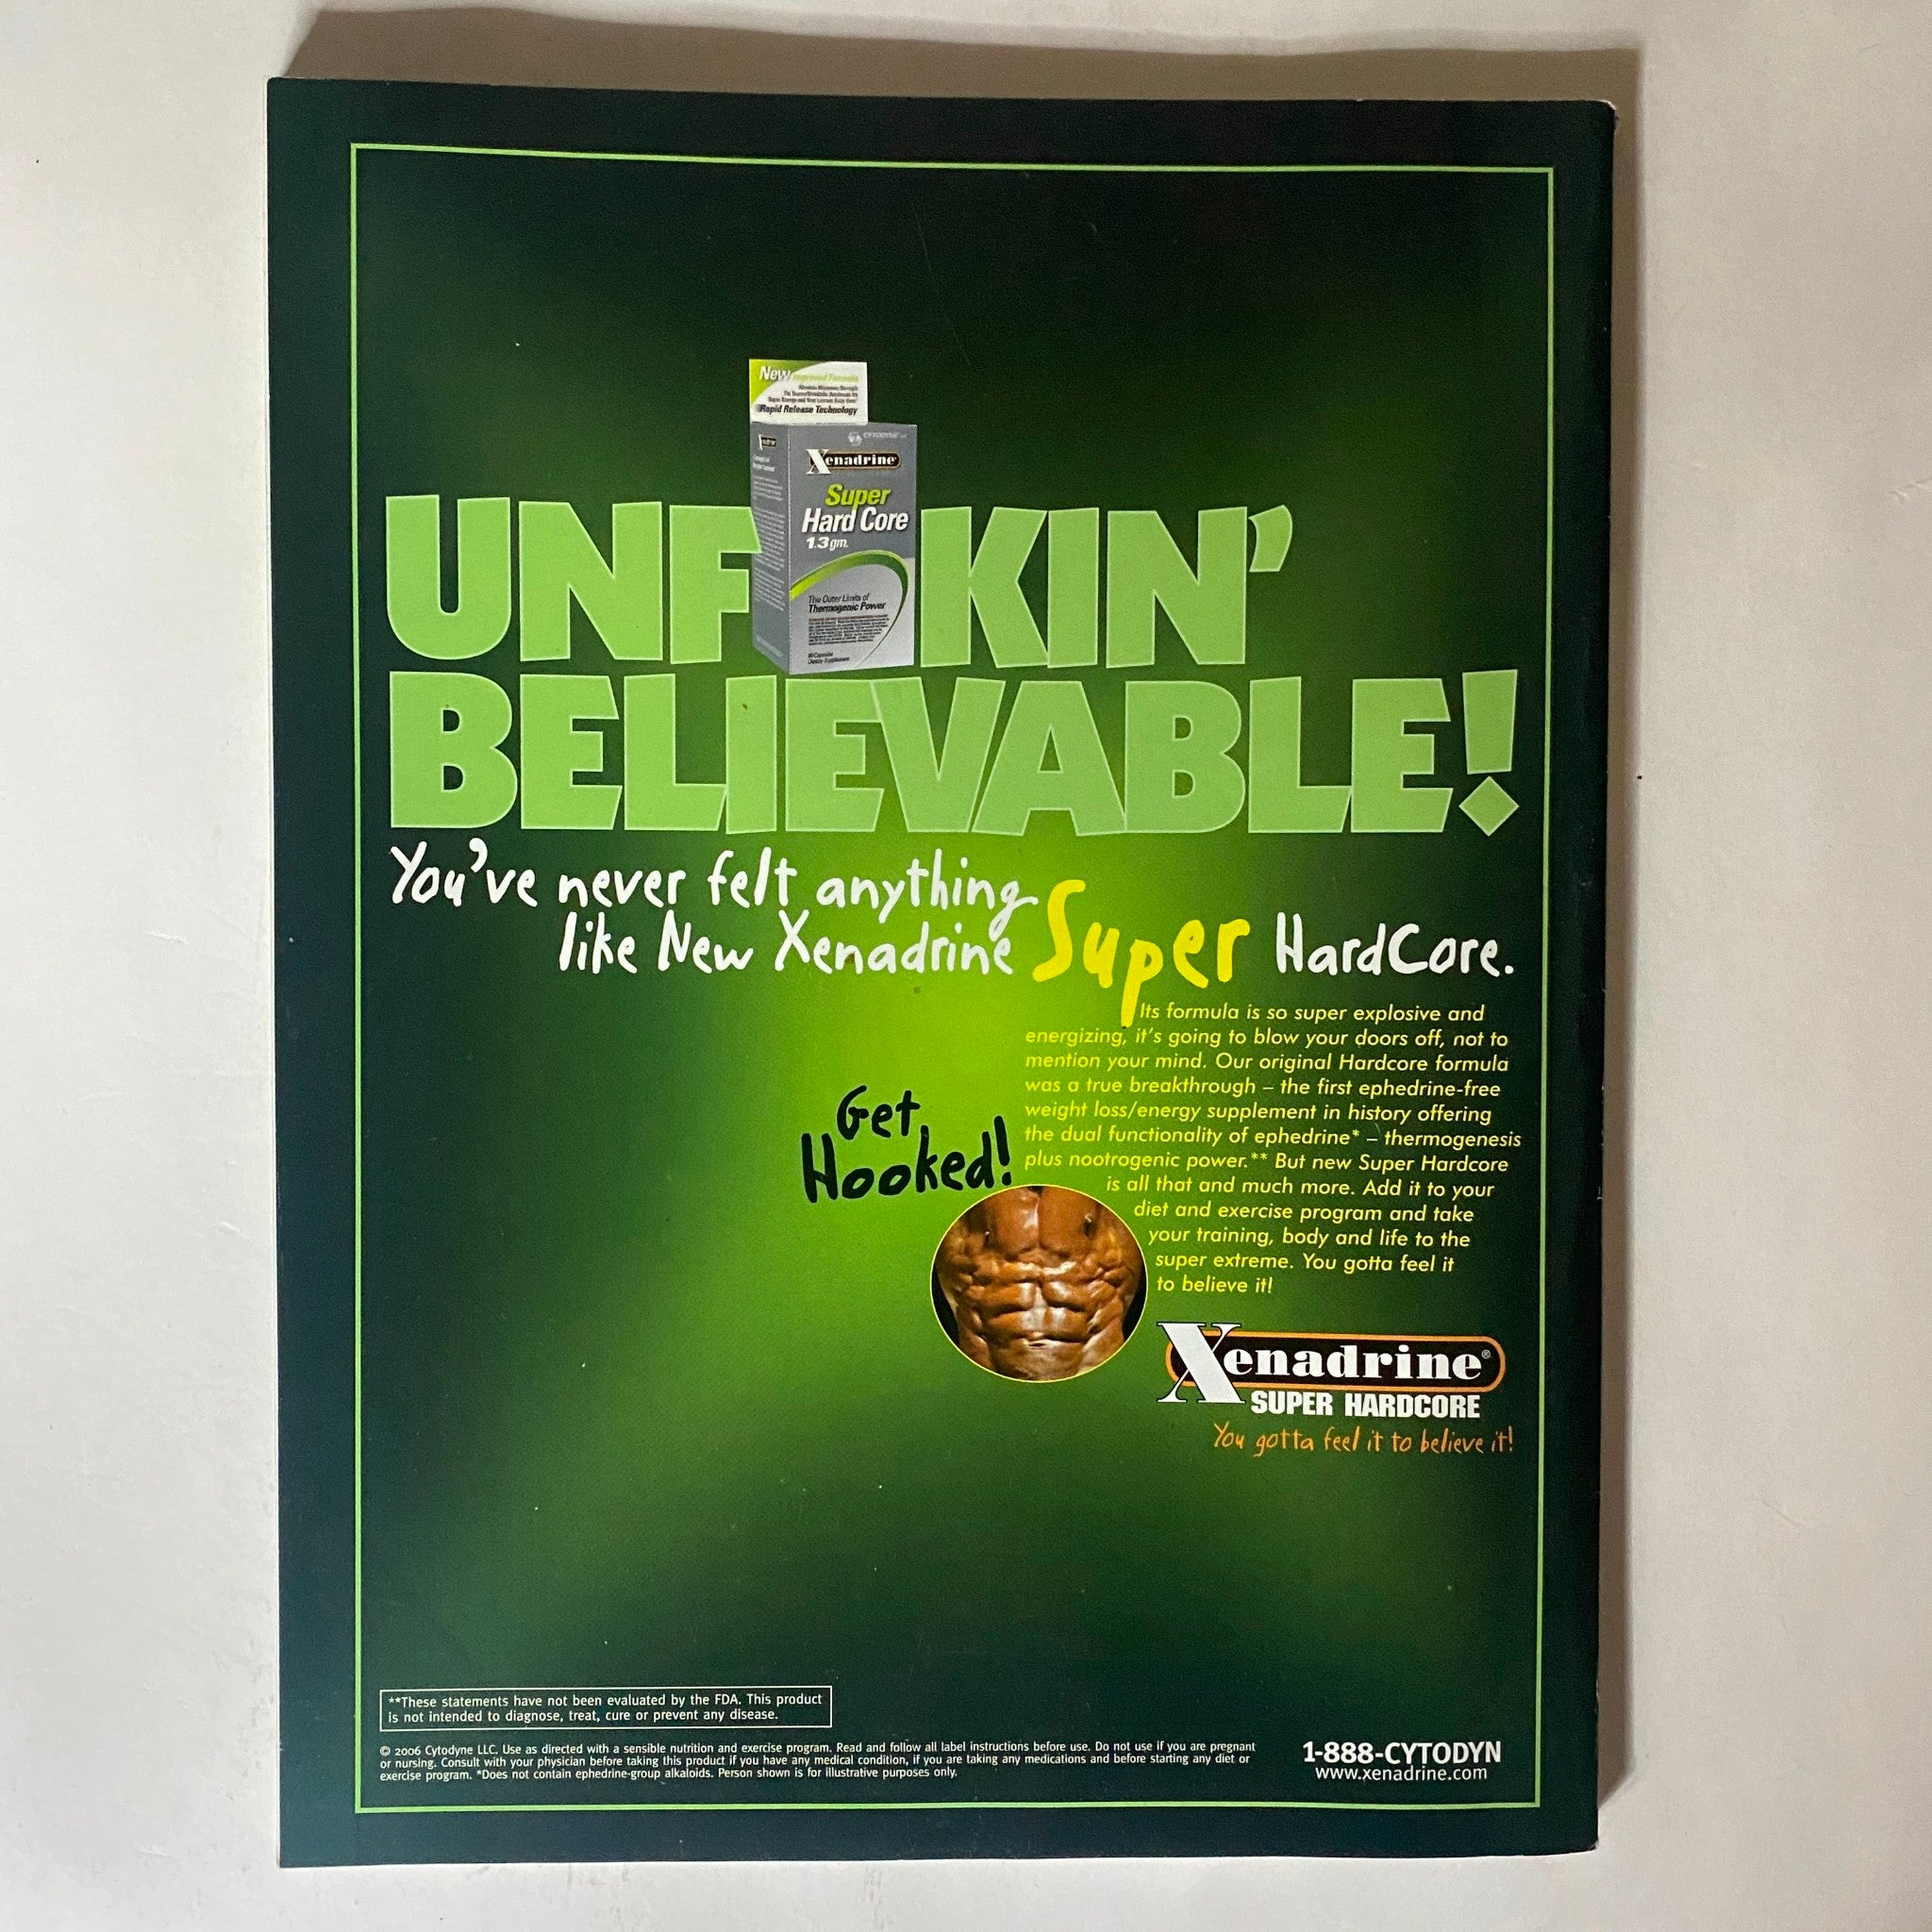 New Improved Formula
Rapid Release Technology
CYTODYNE
Xenadrine
Super
Hard Core
1.3 gm.
The Outer Limits of
Thermogenic Power
Dietary Supplement
UNF KIN'
BELIEVABLE!
You've never felt anything
like New Xenadrine Super HardCore.
Its formula is so super explosive and
energizing, it's going to blow your doors off, not to
mention your mind. Our original Hardcore formula
was a true breakthrough – the first ephedrine-free
weight loss/energy supplement in history offering
the dual functionality of ephedrine* – thermogenesis
plus nootrogenic power.** But new Super Hardcore
is all that and much more. Add it to your
diet and exercise program and take
your training, body and life to the
super extreme. You gotta feel it
to believe it!
Get
Hooked!
Xenadrine®
SUPER HARDCORE
You gotta feel it to believe it!
**These statements have not been evaluated by the FDA. This product
is not intended to diagnose, treat, cure or prevent any disease.
© 2006 Cytodyne LLC. Use as directed with a sensible nutrition and exercise program. Read and follow all label instructions before use. Do not use if you are pregnant
or nursing. Consult with your physician before taking this product if you have any medical condition, if you are taking any medications and before starting any diet or
exercise program. *Does not contain ephedrine-group alkaloids. Person shown is for illustrative purposes only.
1-888-CYTODYN
www.xenadrine.com